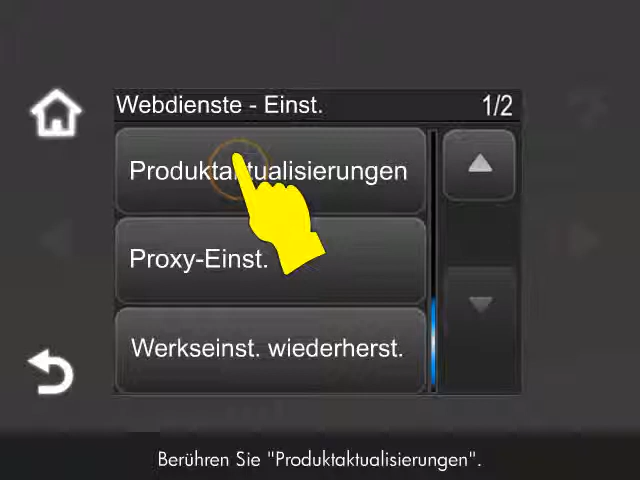 Webdienste - Einst. 1/2
Produktaktualisierungen
Proxy-Einst.
Werkseinst. wiederherst.
Berühren Sie "Produktaktualisierungen".